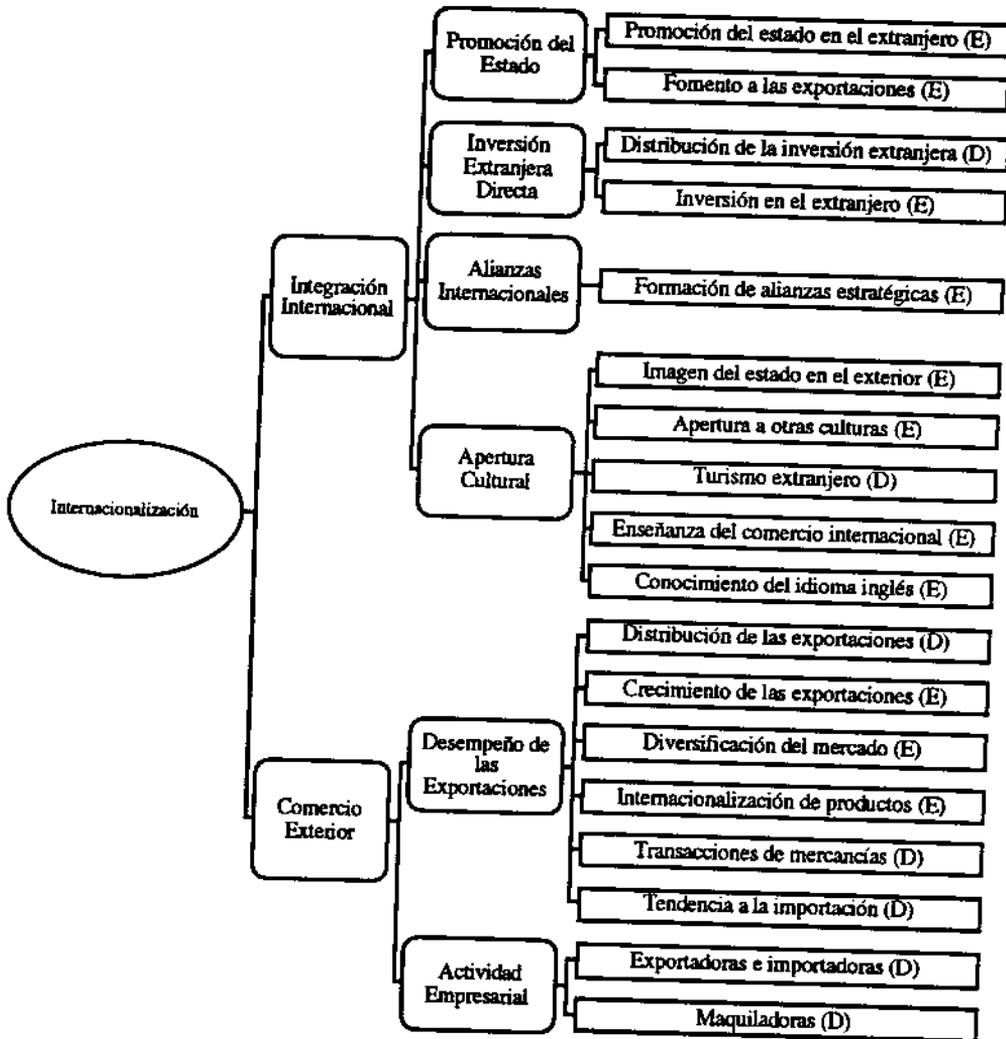 Internacionalización
Integración
Internacional
Promoción del
Estado
Promoción del estado en el extranjero (E)
Fomento a las exportaciones (E)
Inversión
Extranjera
Directa
Distribución de la inversión extranjera (D)
Inversión en el extranjero (E)
Alianzas
Internacionales
Formación de alianzas estratégicas (E)
Apertura
Cultural
Imagen del estado en el exterior (E)
Apertura a otras culturas (E)
Turismo extranjero (D)
Enseñanza del comercio internacional (E)
Conocimiento del idioma inglés (E)
Comercio
Exterior
Desempeño de
las
Exportaciones
Distribución de las exportaciones (D)
Crecimiento de las exportaciones (E)
Diversificación del mercado (E)
Internacionalización de productos (E)
Transacciones de mercancías (D)
Tendencia a la importación (D)
Actividad
Empresarial
Exportadoras e importadoras (D)
Maquiladoras (D)